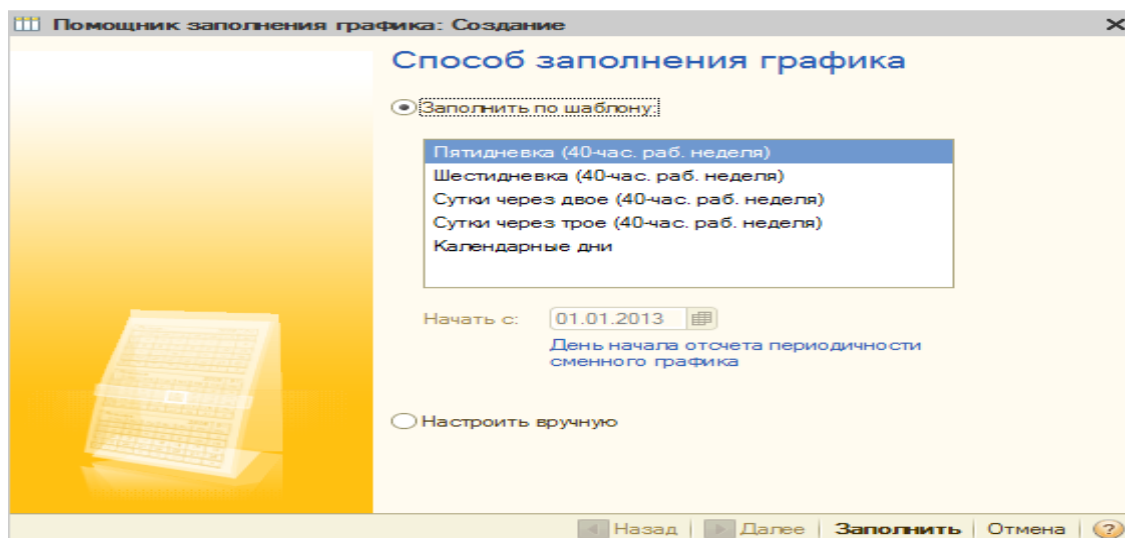 Помощник заполнения графика: Создание
Способ заполнения графика
Заполнить по шаблону:
Пятидневка (40-час. раб. неделя)
Шестидневка (40-час. раб. неделя)
Сутки через двое (40-час. раб. неделя)
Сутки через трое (40-час. раб. неделя)
Календарные дни
Начать с: 01.01.2013
День начала отсчета периодичности
сменного графика
Настроить вручную
Назад Далее Заполнить Отмена ?